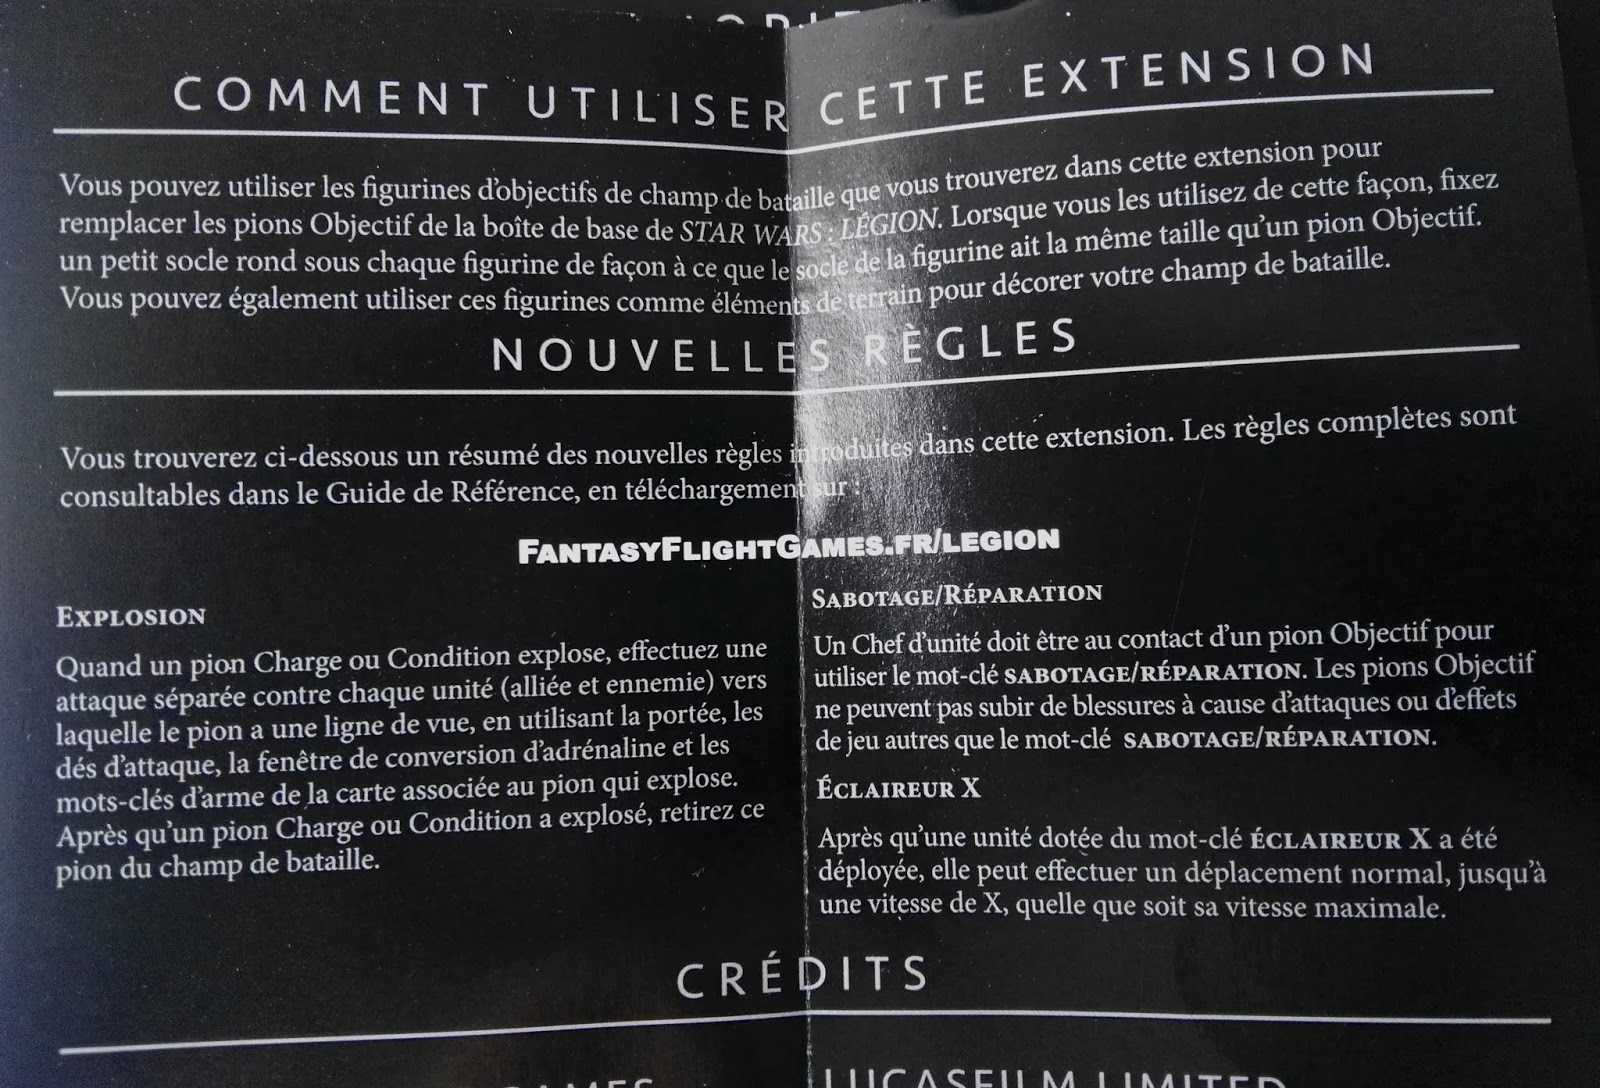 COMMENT UTILISER CETTE EXTENSION
Vous pouvez utiliser les figurines d'objectifs de champ de bataille que vous trouverez dans cette extension pour
remplacer les pions Objectif de la boîte de base de STAR WARS : LÉGION. Lorsque vous les utilisez de cette façon, fixez
un petit socle rond sous chaque figurine de façon à ce que le socle de la figurine ait la même taille qu'un pion Objectif.
Vous pouvez également utiliser ces figurines comme éléments de terrain pour décorer votre champ de bataille.
NOUVELLES RÈGLES
Vous trouverez ci-dessous un résumé des nouvelles règles introduites dans cette extension. Les règles complètes sont
consultables dans le Guide de Référence, en téléchargement sur :
FANTASYFLIGHTGAMES.FR/LEGION
EXPLOSION
Quand un pion Charge ou Condition explose, effectuez une
attaque séparée contre chaque unité (alliée et ennemie) vers
laquelle le pion a une ligne de vue, en utilisant la portée, les
dés d'attaque, la fenêtre de conversion d'adrénaline et les
mots-clés d'arme de la carte associée au pion qui explose.
Après qu'un pion Charge ou Condition a explosé, retirez ce
pion du champ de bataille.
SABOTAGE/RÉPARATION
Un Chef d'unité doit être au contact d'un pion Objectif pour
utiliser le mot-clé SABOTAGE/RÉPARATION. Les pions Objectif
ne peuvent pas subir de blessures à cause d'attaques ou d'effets
de jeu autres que le mot-clé SABOTAGE/RÉPARATION.
ÉCLAIREUR X
Après qu'une unité dotée du mot-clé ÉCLAIREUR X a été
déployée, elle peut effectuer un déplacement normal, jusqu'à
une vitesse de X, quelle que soit sa vitesse maximale.
CRÉDITS
GAMES
LUCASFILM LIMITED